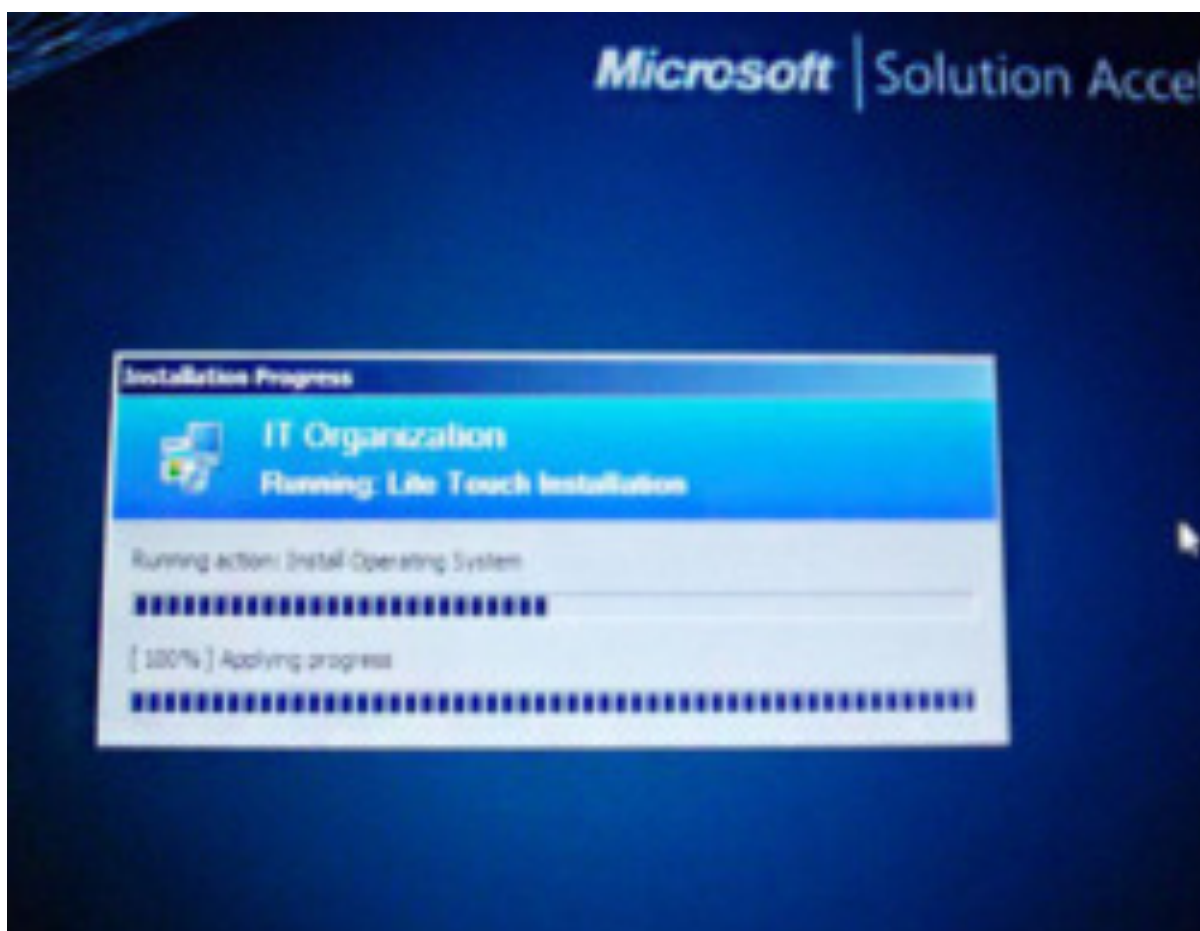 Microsoft | Solution Accel
Installation Progress
IT Organization
Running: Lite Touch Installation
Running action: Install Operating System
[ 100% ] Applying progress